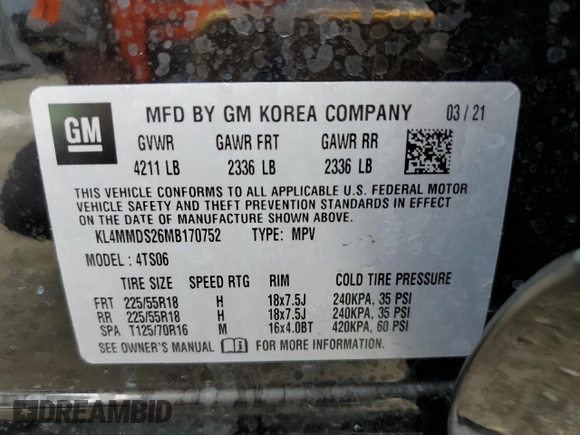 GM MFD BY GM KOREA COMPANY 03 / 21
GVWR GAWR FRT GAWR RR
4211 LB 2336 LB 2336 LB
THIS VEHICLE CONFORMS TO ALL APPLICABLE U.S. FEDERAL MOTOR
VEHICLE SAFETY AND THEFT PREVENTION STANDARDS IN EFFECT
ON THE DATE OF MANUFACTURE SHOWN ABOVE.
KL4MMDS26MB170752 TYPE: MPV
MODEL : 4TS06
TIRE SIZE SPEED RTG RIM COLD TIRE PRESSURE
FRT 225/55R18 H 18x7.5J 240KPA, 35 PSI
RR 225/55R18 H 18x7.5J 240KPA, 35 PSI
SPA T125/70R16 M 16x4.0BT 420KPA, 60 PSI
SEE OWNER'S MANUAL FOR MORE INFORMATION.
DREAMBID